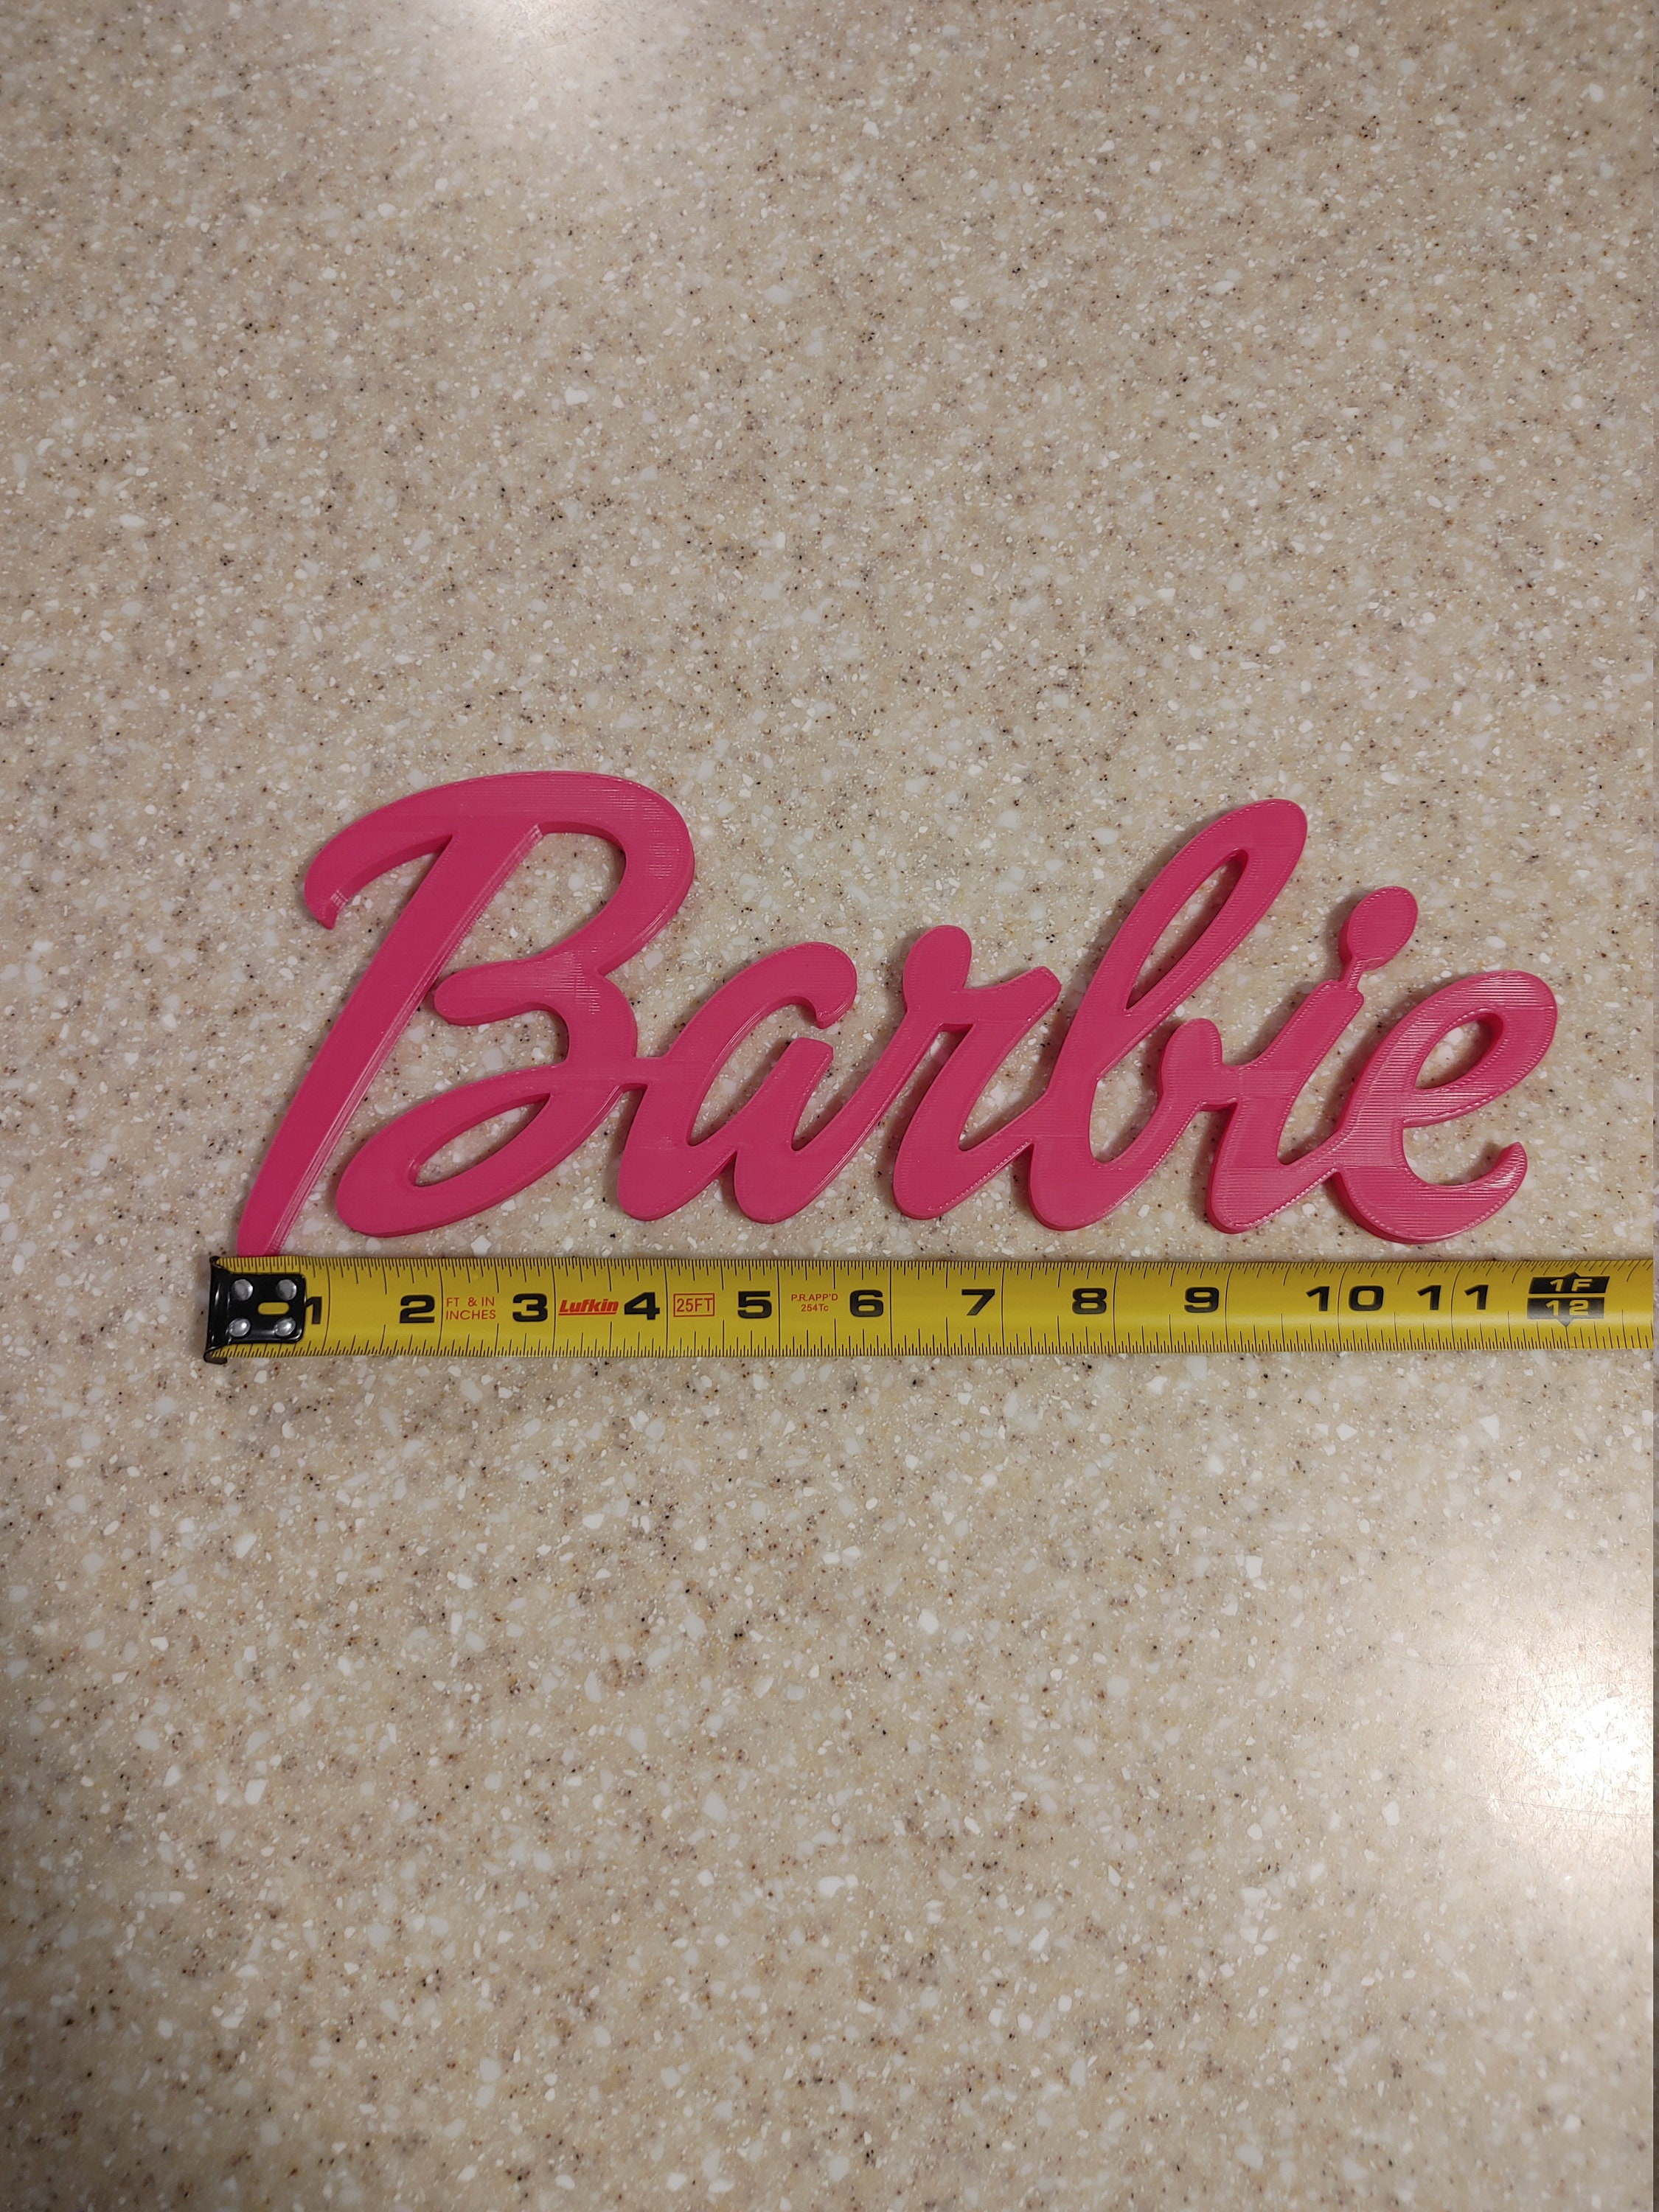 Barbie
1 2 FT & IN INCHES 3 Lufkin 4 25FT 5 P.R.APP'D 254Tc 6 7 8 9 10 11 1F 12